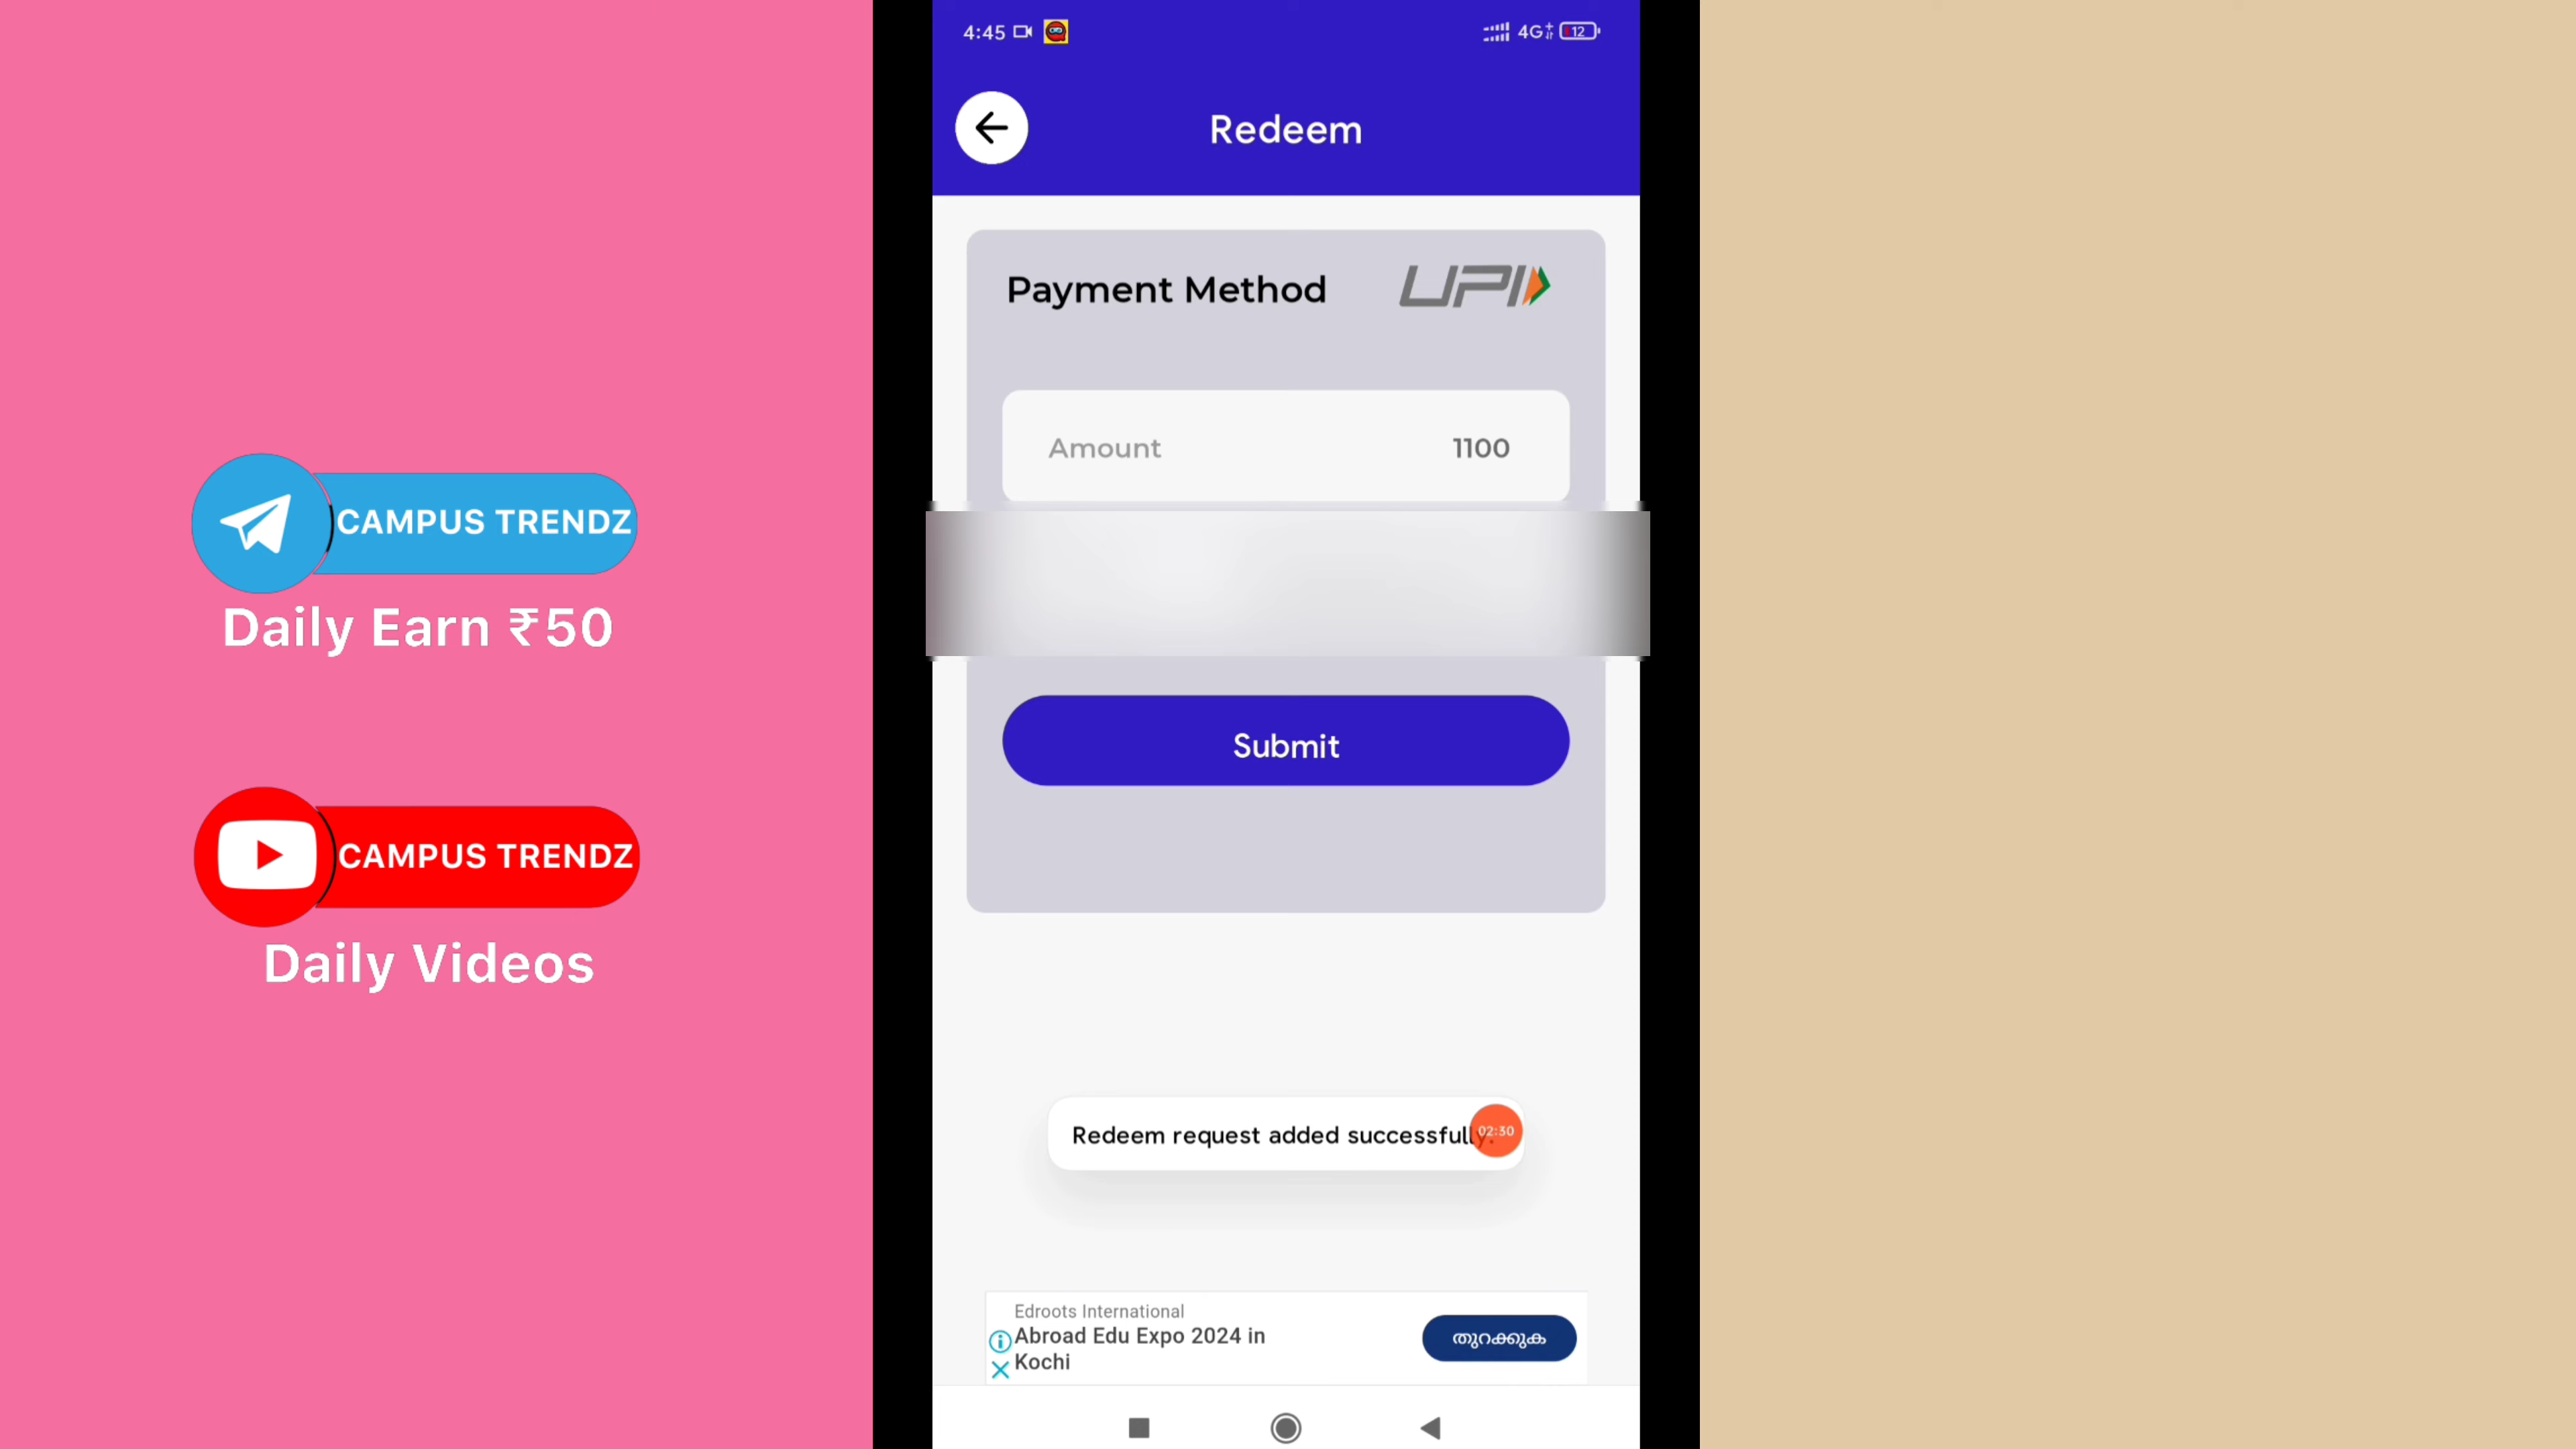 CAMPUS TRENDZ
Daily Earn ₹50
CAMPUS TRENDZ
Daily Videos
4:45
4G+
12
Redeem
Payment Method
UPI
Amount
1100
Submit
Redeem request added successfully.
02:30
Edroots International
Abroad Edu Expo 2024 in
Kochi
തുറക്കുക